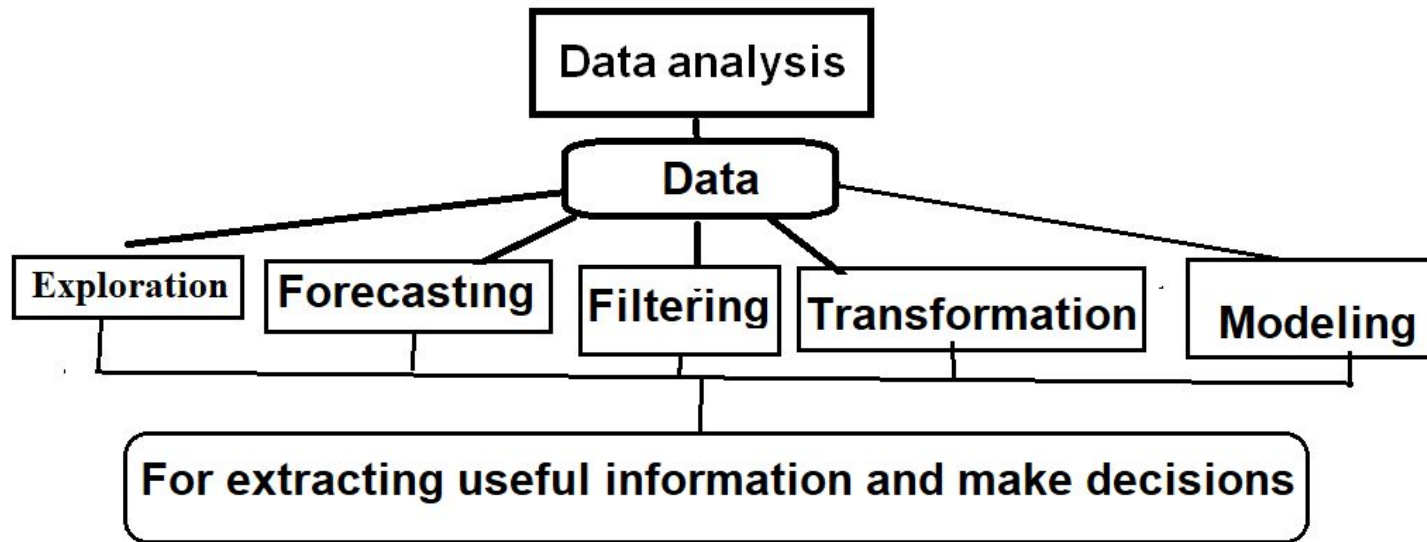 Data analysis
Data
Exploration
Forecasting
Filtering
Transformation
Modeling
For extracting useful information and make decisions